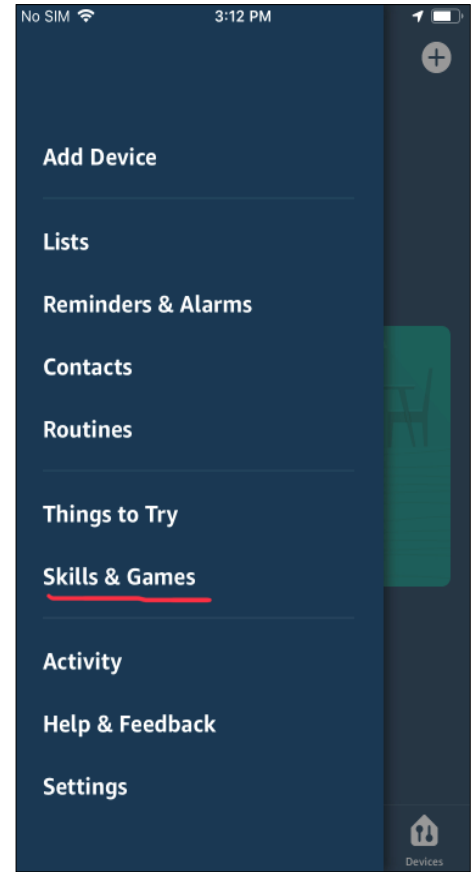 No SIM 3:12 PM
Add Device
Lists
Reminders & Alarms
Contacts
Routines
Things to Try
Skills & Games
Activity
Help & Feedback
Settings
Devices